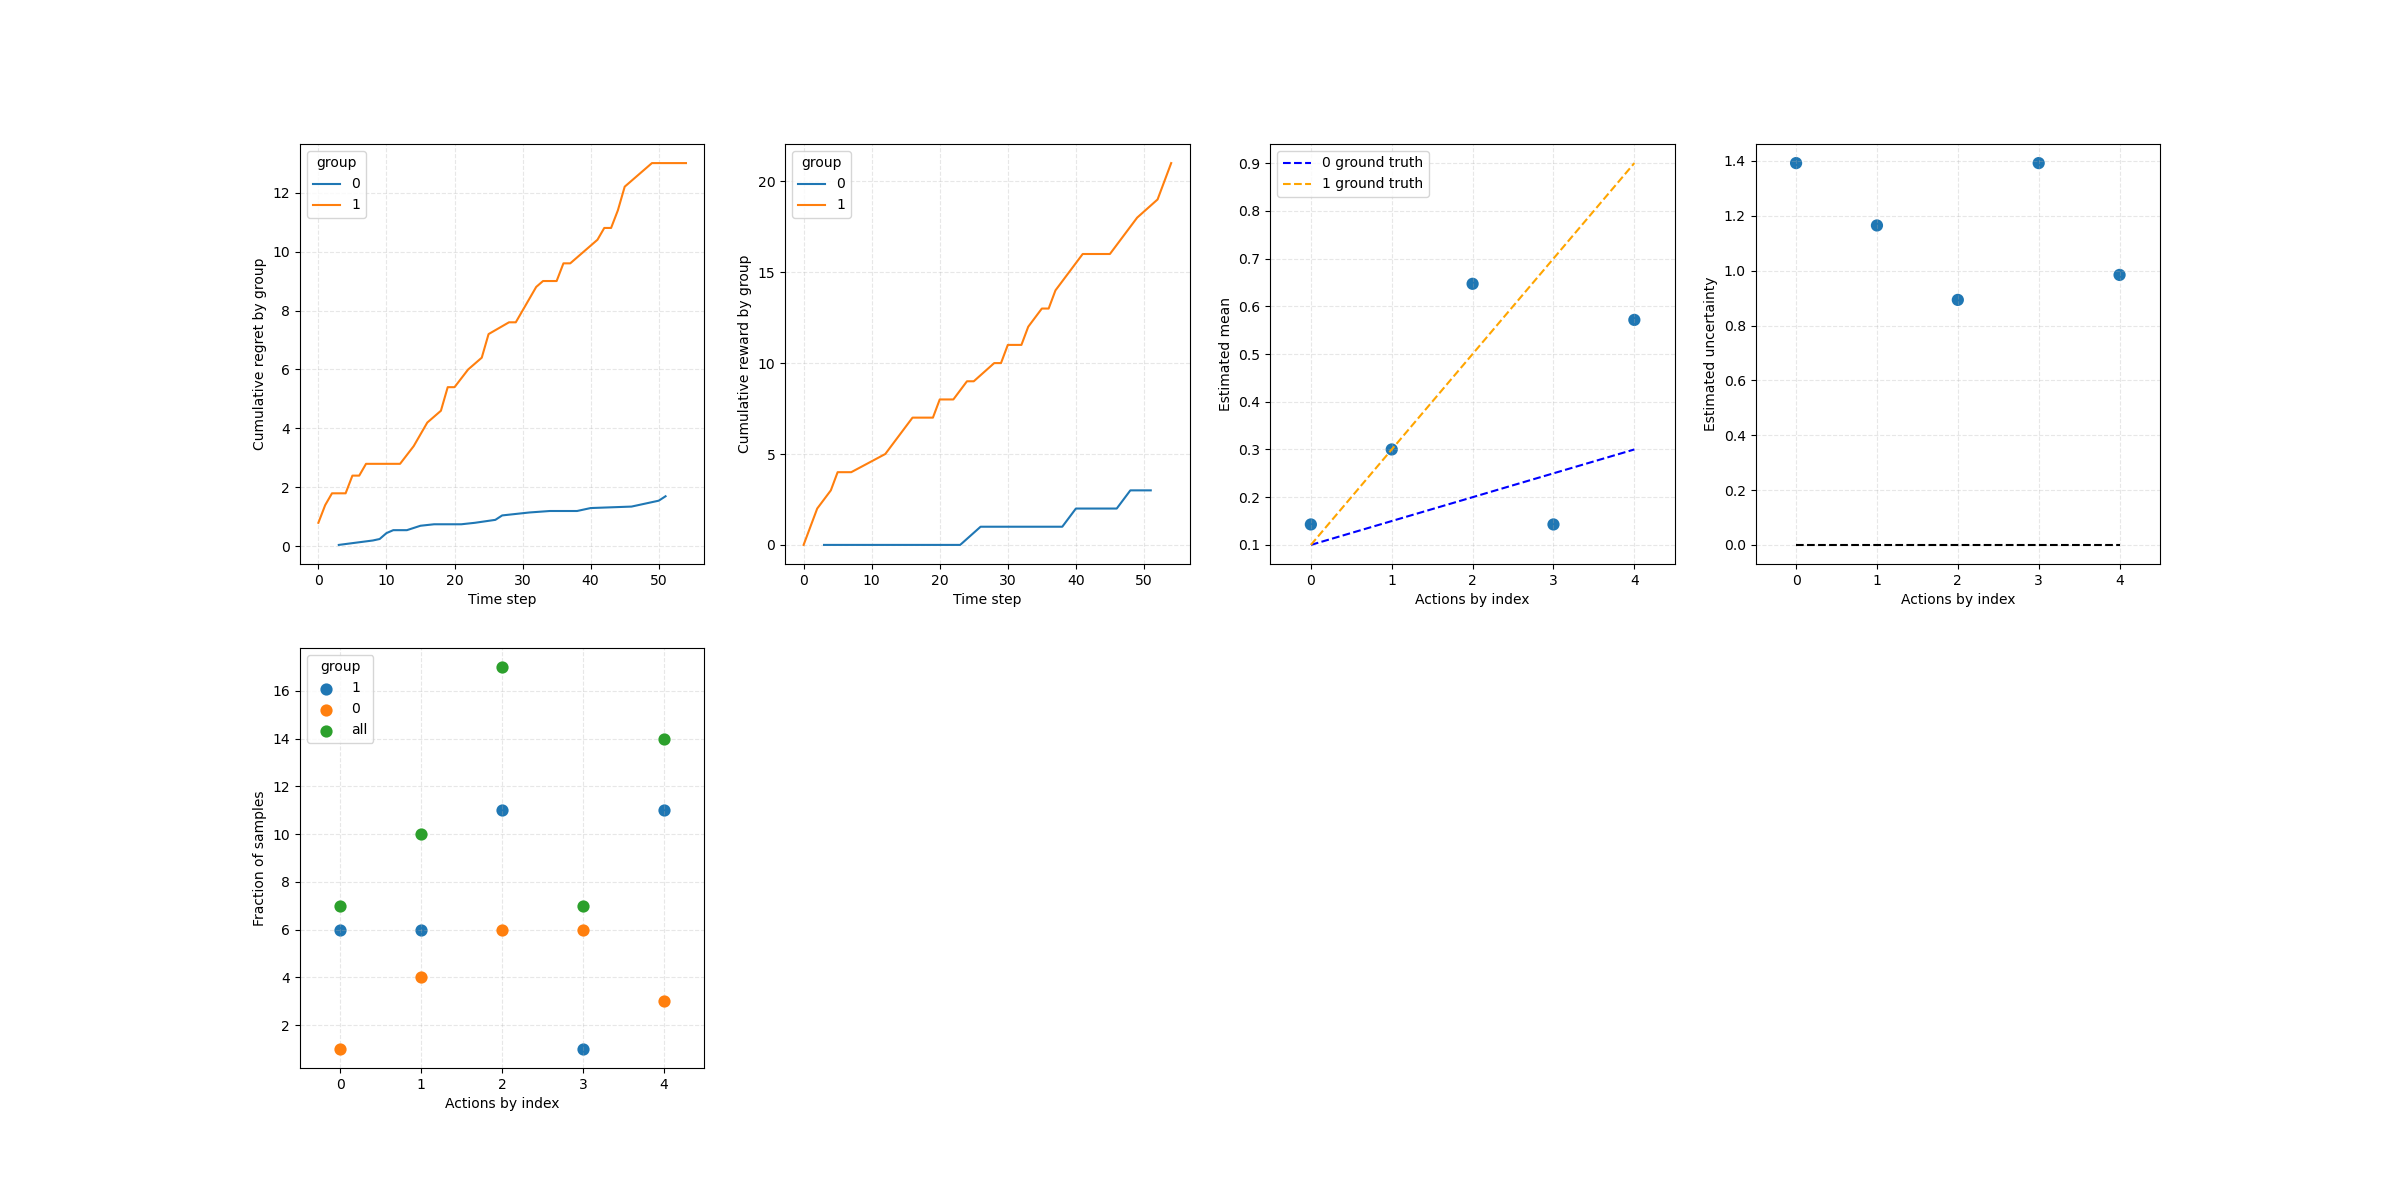 group
0
1
12
10
8
6
4
2
0
Cumulative regret by group
0 10 20 30 40 50
Time step
group
0
1
20
15
10
5
0
Cumulative reward by group
0 10 20 30 40 50
Time step
0 ground truth
1 ground truth
0.9
0.8
0.7
0.6
0.5
0.4
0.3
0.2
0.1
Estimated mean
0 1 2 3 4
Actions by index
1.4
1.2
1.0
0.8
0.6
0.4
0.2
0.0
Estimated uncertainty
0 1 2 3 4
Actions by index
group
1
0
all
16
14
12
10
8
6
4
2
Fraction of samples
0 1 2 3 4
Actions by index